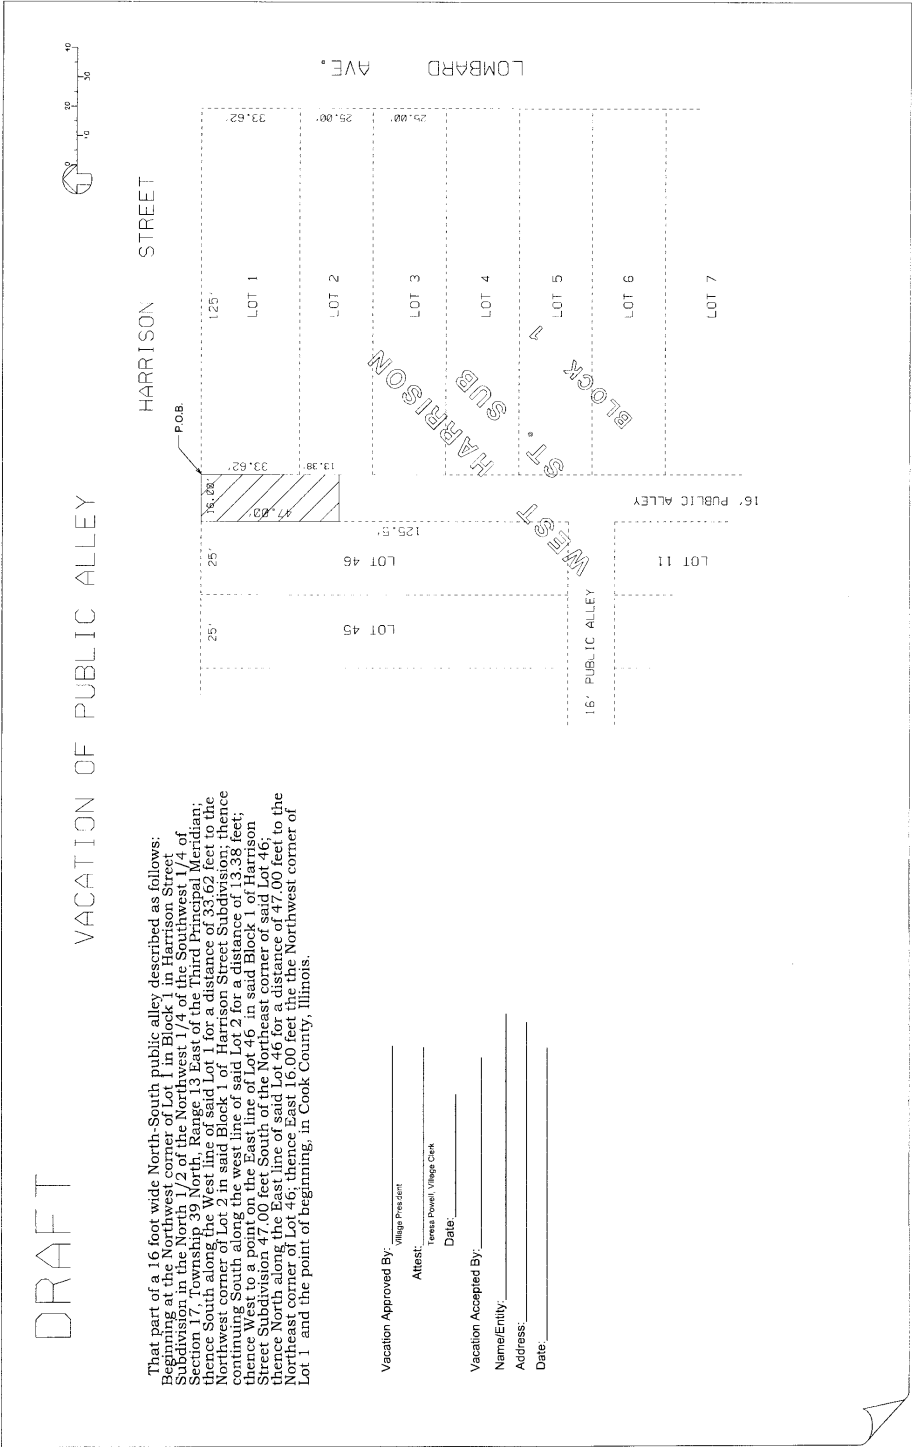 DRAFT
VACATION OF PUBLIC ALLEY
That part of a 16 foot wide North-South public alley described as follows:
Beginning at the Northwest corner of Lot 1 in Block 1 in Harrison Street
Subdivision in the North 1/2 of the Northwest 1/4 of the Southwest 1/4 of
Section 17, Township 39 North, Range 13 East of the Third Principal Meridian;
thence South along the West line of said Lot 1 for a distance of 33.62 feet to the
Northwest corner of Lot 2 in said Block 1 of Harrison Street Subdivision; thence
continuing South along the west line of said Lot 2 for a distance of 13.38 feet;
thence West to a point on the East line of Lot 46 in said Block 1 of Harrison
Street Subdivision 47.00 feet South of the Northeast corner of said Lot 46;
thence North along the East line of said Lot 46 for a distance of 47.00 feet to the
Northeast corner of Lot 46; thence East 16.00 feet the the Northwest corner of
Lot 1 and the point of beginning, in Cook County, Illinois.
Vacation Approved By:
Village President
Attest:
Teresa Powell, Village Clerk
Date:
Vacation Accepted By:
Name/Entity:
Address:
Date:
0
10
20
30
40
HARRISON STREET
P.O.B.
25'
25'
16.00'
125'
33.62'
33.62'
47.00'
13.38'
125.5'
25.00'
25.00'
LOT 45
LOT 46
LOT 1
LOT 2
LOT 3
LOT 4
LOT 5
LOT 6
LOT 7
LOT 11
LOMBARD AVE.
WEST HARRISON
ST. SUB
BLOCK 1
16' PUBLIC ALLEY
16' PUBLIC ALLEY